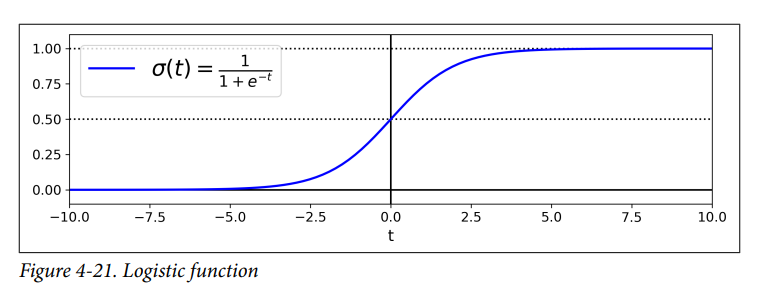 1.00
σ(t) = 1 / (1 + e^{-t})
0.75
0.50
0.25
0.00
−10.0 −7.5 −5.0 −2.5 0.0 2.5 5.0 7.5 10.0
t
Figure 4-21. Logistic function